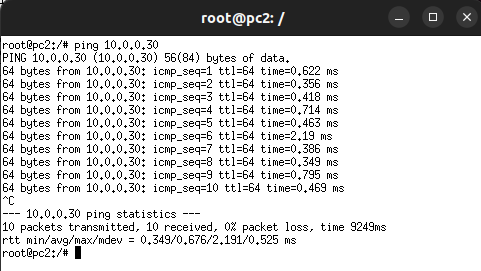 root@pc2: /
root@pc2:/# ping 10.0.0.30
PING 10.0.0.30 (10.0.0.30) 56(84) bytes of data.
64 bytes from 10.0.0.30: icmp_seq=1 ttl=64 time=0.622 ms
64 bytes from 10.0.0.30: icmp_seq=2 ttl=64 time=0.356 ms
64 bytes from 10.0.0.30: icmp_seq=3 ttl=64 time=0.418 ms
64 bytes from 10.0.0.30: icmp_seq=4 ttl=64 time=0.714 ms
64 bytes from 10.0.0.30: icmp_seq=5 ttl=64 time=0.463 ms
64 bytes from 10.0.0.30: icmp_seq=6 ttl=64 time=2.19 ms
64 bytes from 10.0.0.30: icmp_seq=7 ttl=64 time=0.386 ms
64 bytes from 10.0.0.30: icmp_seq=8 ttl=64 time=0.349 ms
64 bytes from 10.0.0.30: icmp_seq=9 ttl=64 time=0.795 ms
64 bytes from 10.0.0.30: icmp_seq=10 ttl=64 time=0.469 ms
^C
--- 10.0.0.30 ping statistics ---
10 packets transmitted, 10 received, 0% packet loss, time 9249ms
rtt min/avg/max/mdev = 0.349/0.676/2.191/0.525 ms
root@pc2:/#